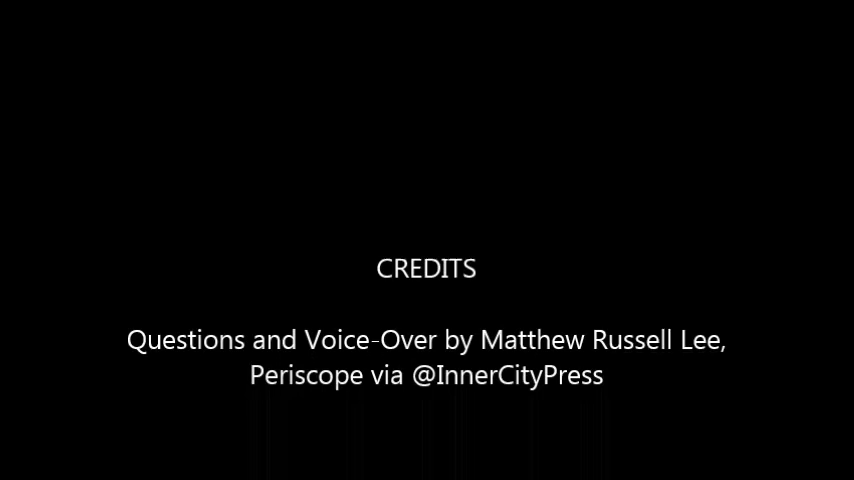 CREDITS
Questions and Voice-Over by Matthew Russell Lee,
Periscope via @InnerCityPress